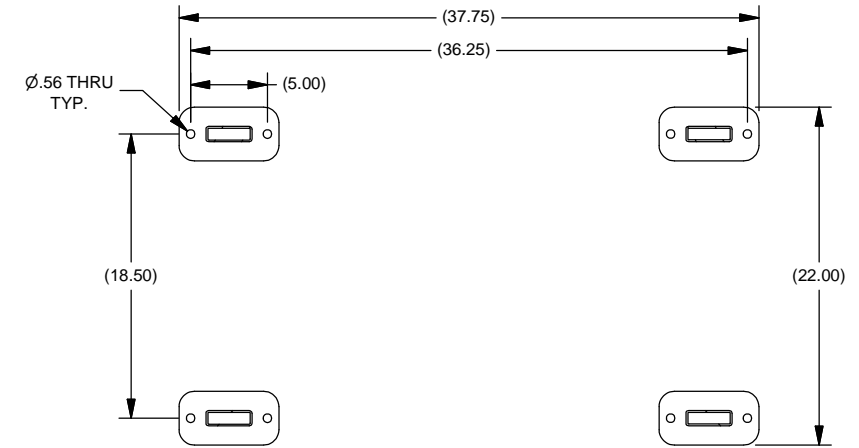 (37.75)
(36.25)
(5.00)
Ø.56 THRU
TYP.
(18.50)
(22.00)